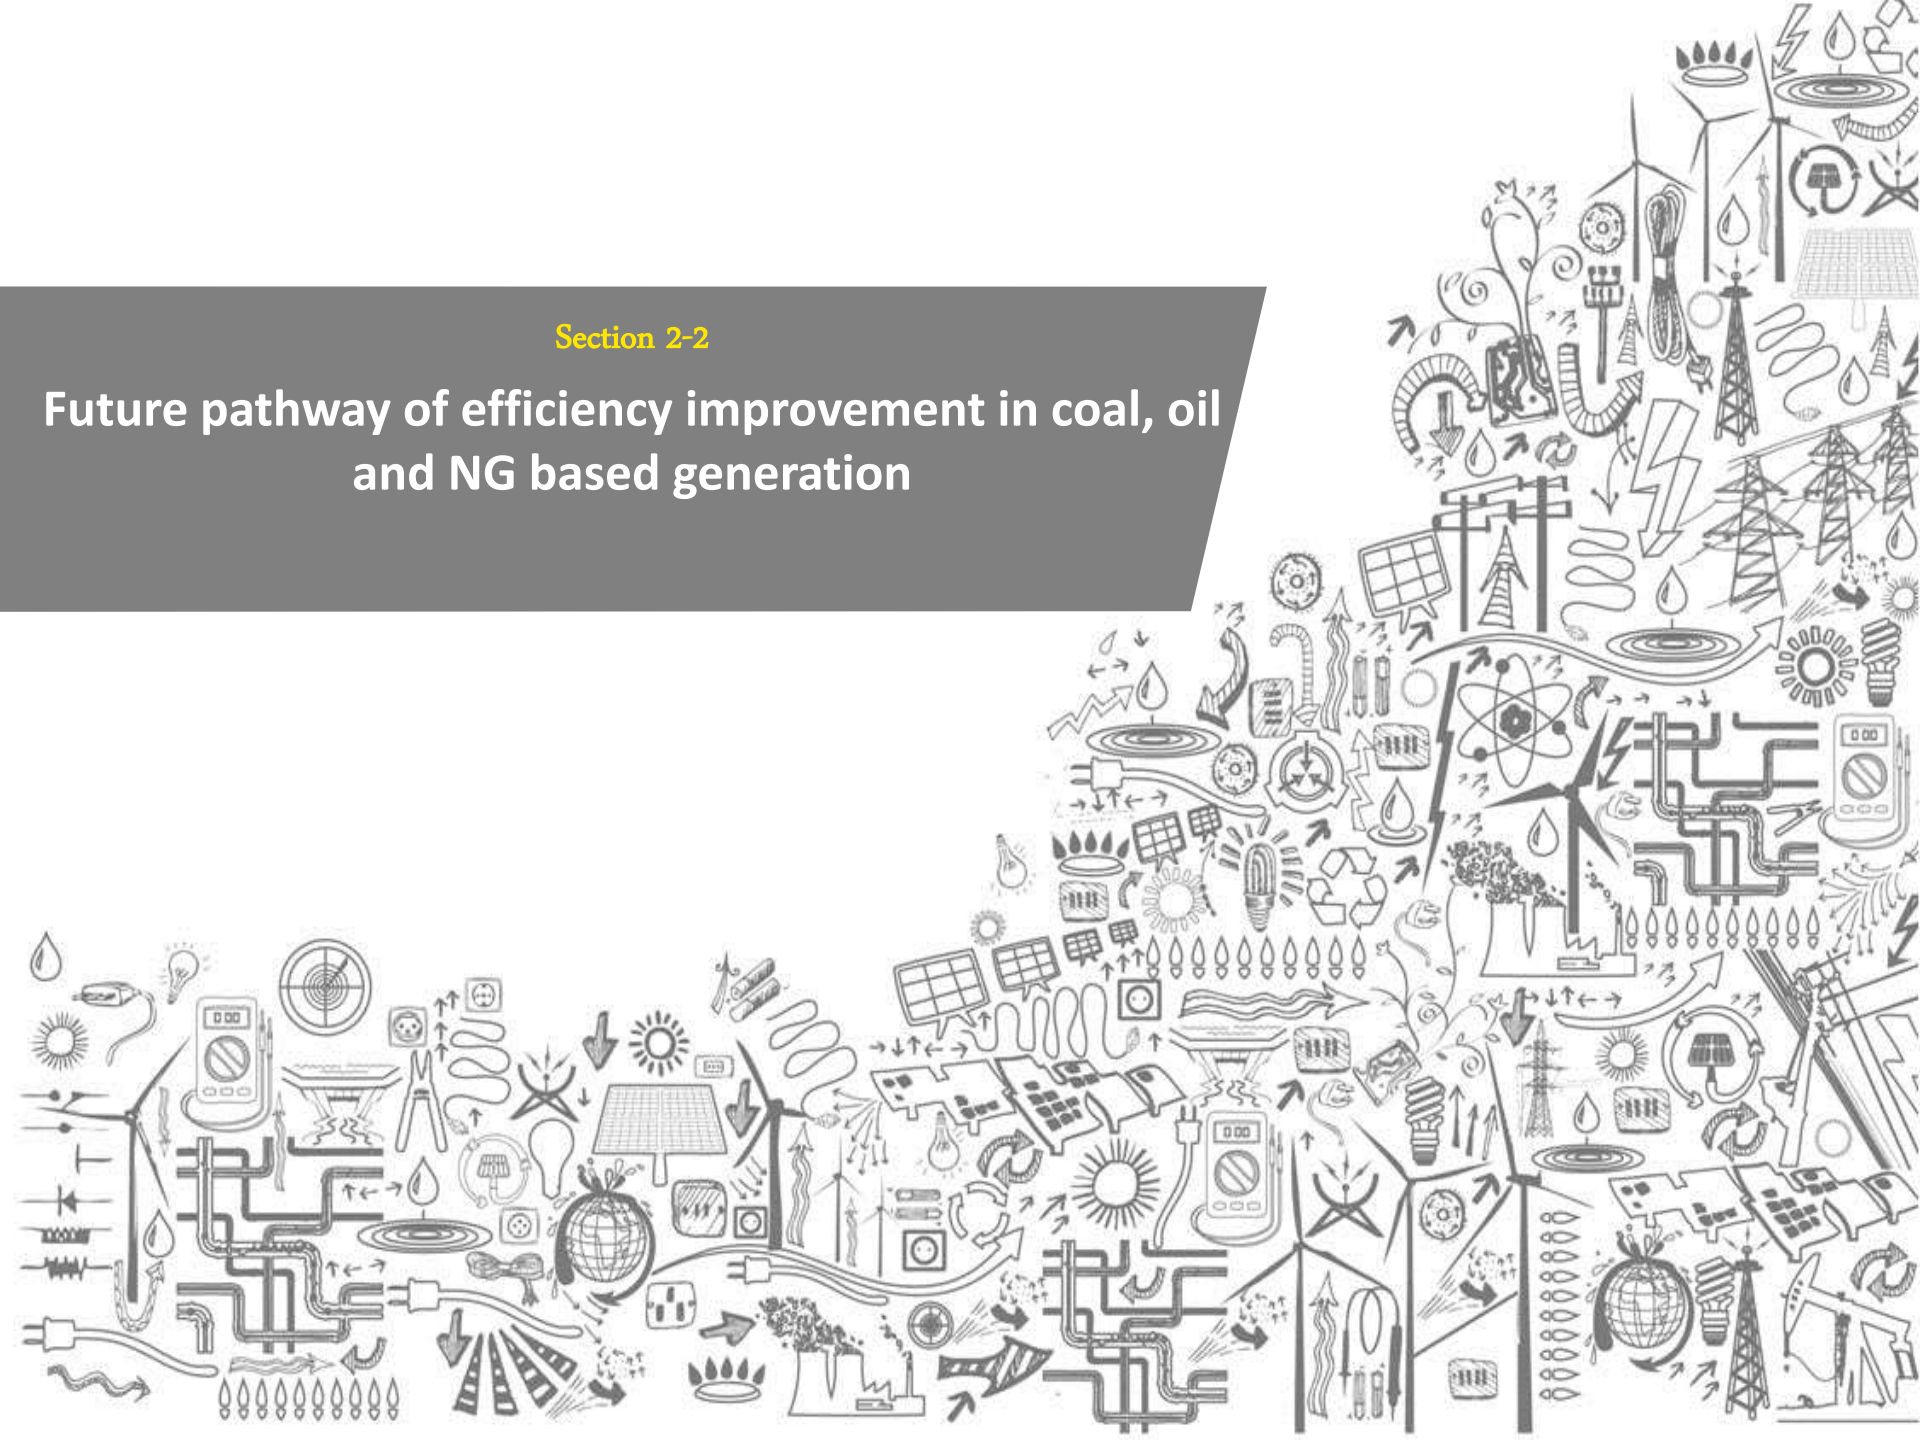 Section 2-2
Future pathway of efficiency improvement in coal, oil
and NG based generation